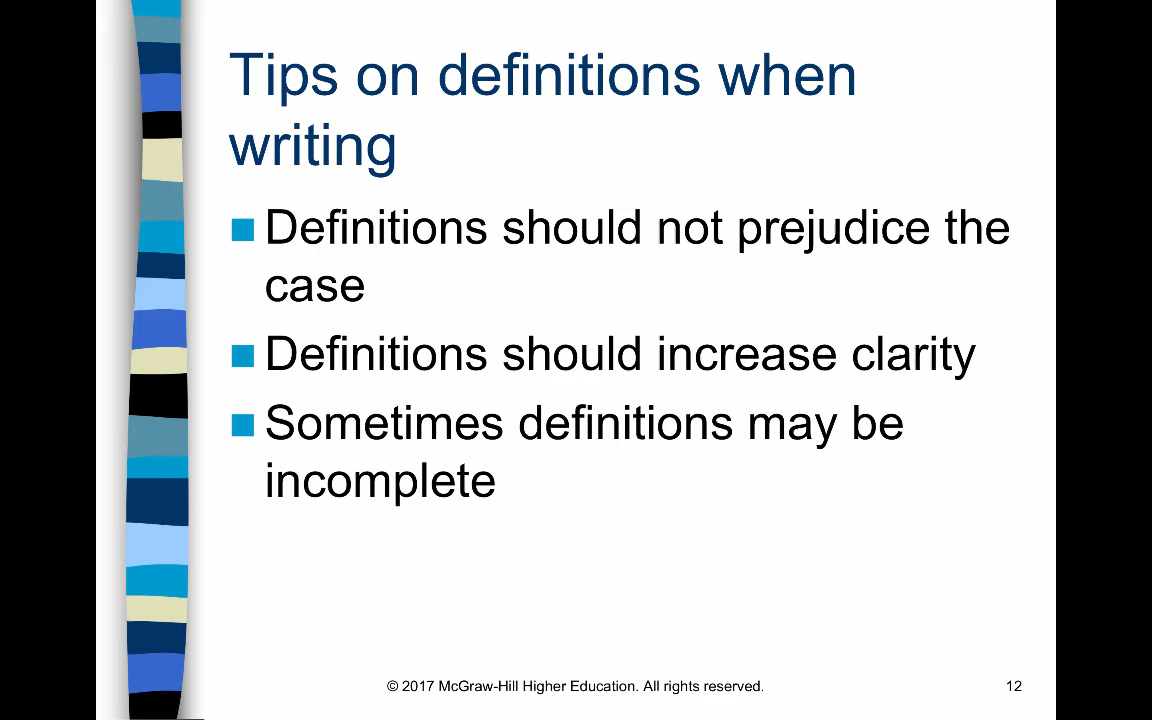 Tips on definitions when
writing
Definitions should not prejudice the
case
Definitions should increase clarity
Sometimes definitions may be
incomplete
© 2017 McGraw-Hill Higher Education. All rights reserved.
12